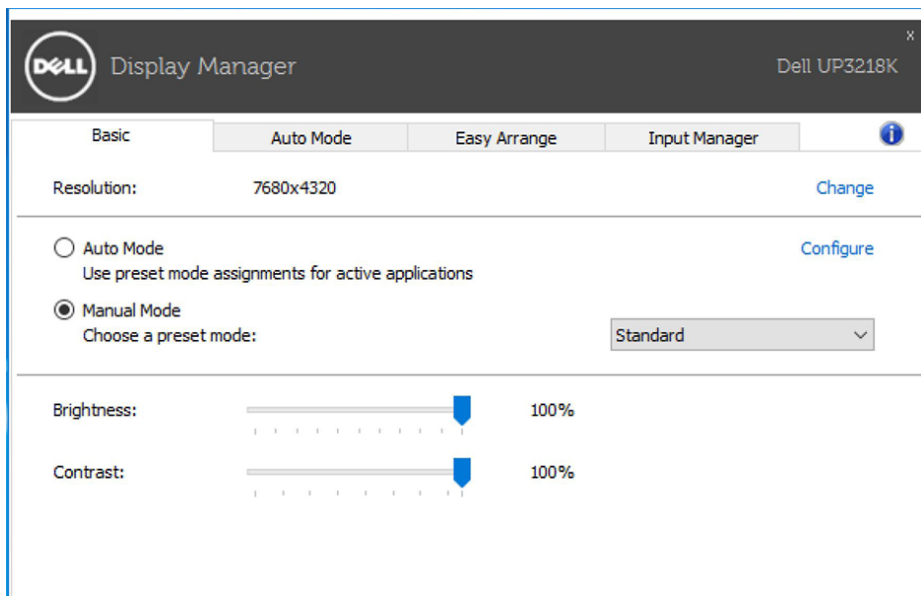 DELL Display Manager
x
Dell UP3218K
Basic Auto Mode Easy Arrange Input Manager
Resolution: 7680x4320 Change
Auto Mode Configure
Use preset mode assignments for active applications
Manual Mode
Choose a preset mode: Standard
Brightness: 100%
Contrast: 100%